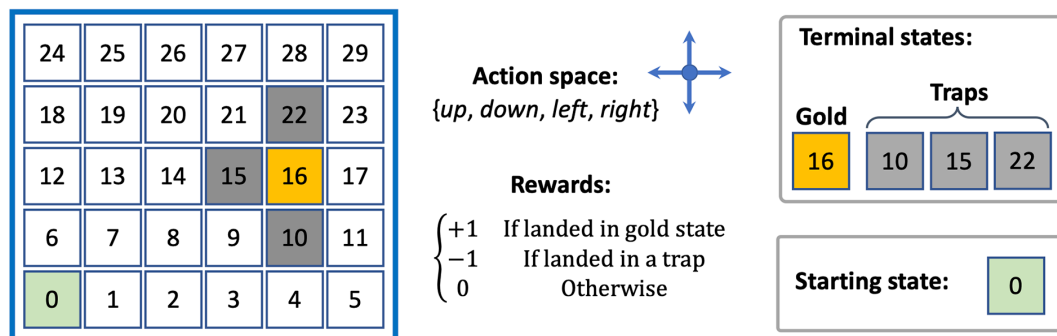 24 25 26 27 28 29
18 19 20 21 22 23
12 13 14 15 16 17
6 7 8 9 10 11
0 1 2 3 4 5
Action space:
{up, down, left, right}
Rewards:
+1 If landed in gold state
−1 If landed in a trap
0 Otherwise
Terminal states:
Traps
Gold
16 10 15 22
Starting state: 0